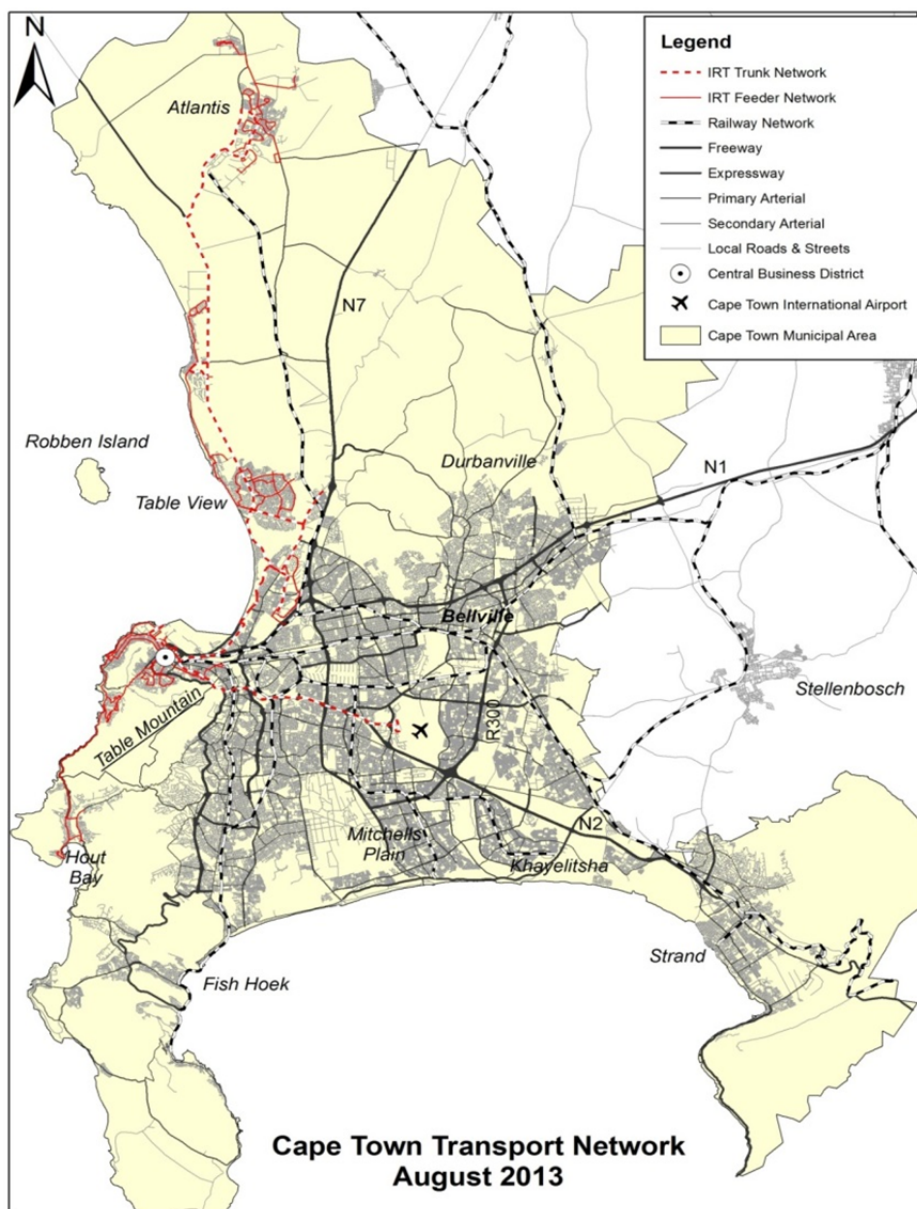 N
Legend
IRT Trunk Network
IRT Feeder Network
Railway Network
Freeway
Expressway
Primary Arterial
Secondary Arterial
Local Roads & Streets
Central Business District
Cape Town International Airport
Cape Town Municipal Area
Atlantis
N7
Robben Island
Durbanville
N1
Table View
Bellville
Stellenbosch
Table Mountain
R300
N2
Mitchells
Plain
Khayelitsha
Hout
Bay
Strand
Fish Hoek
Cape Town Transport Network
August 2013